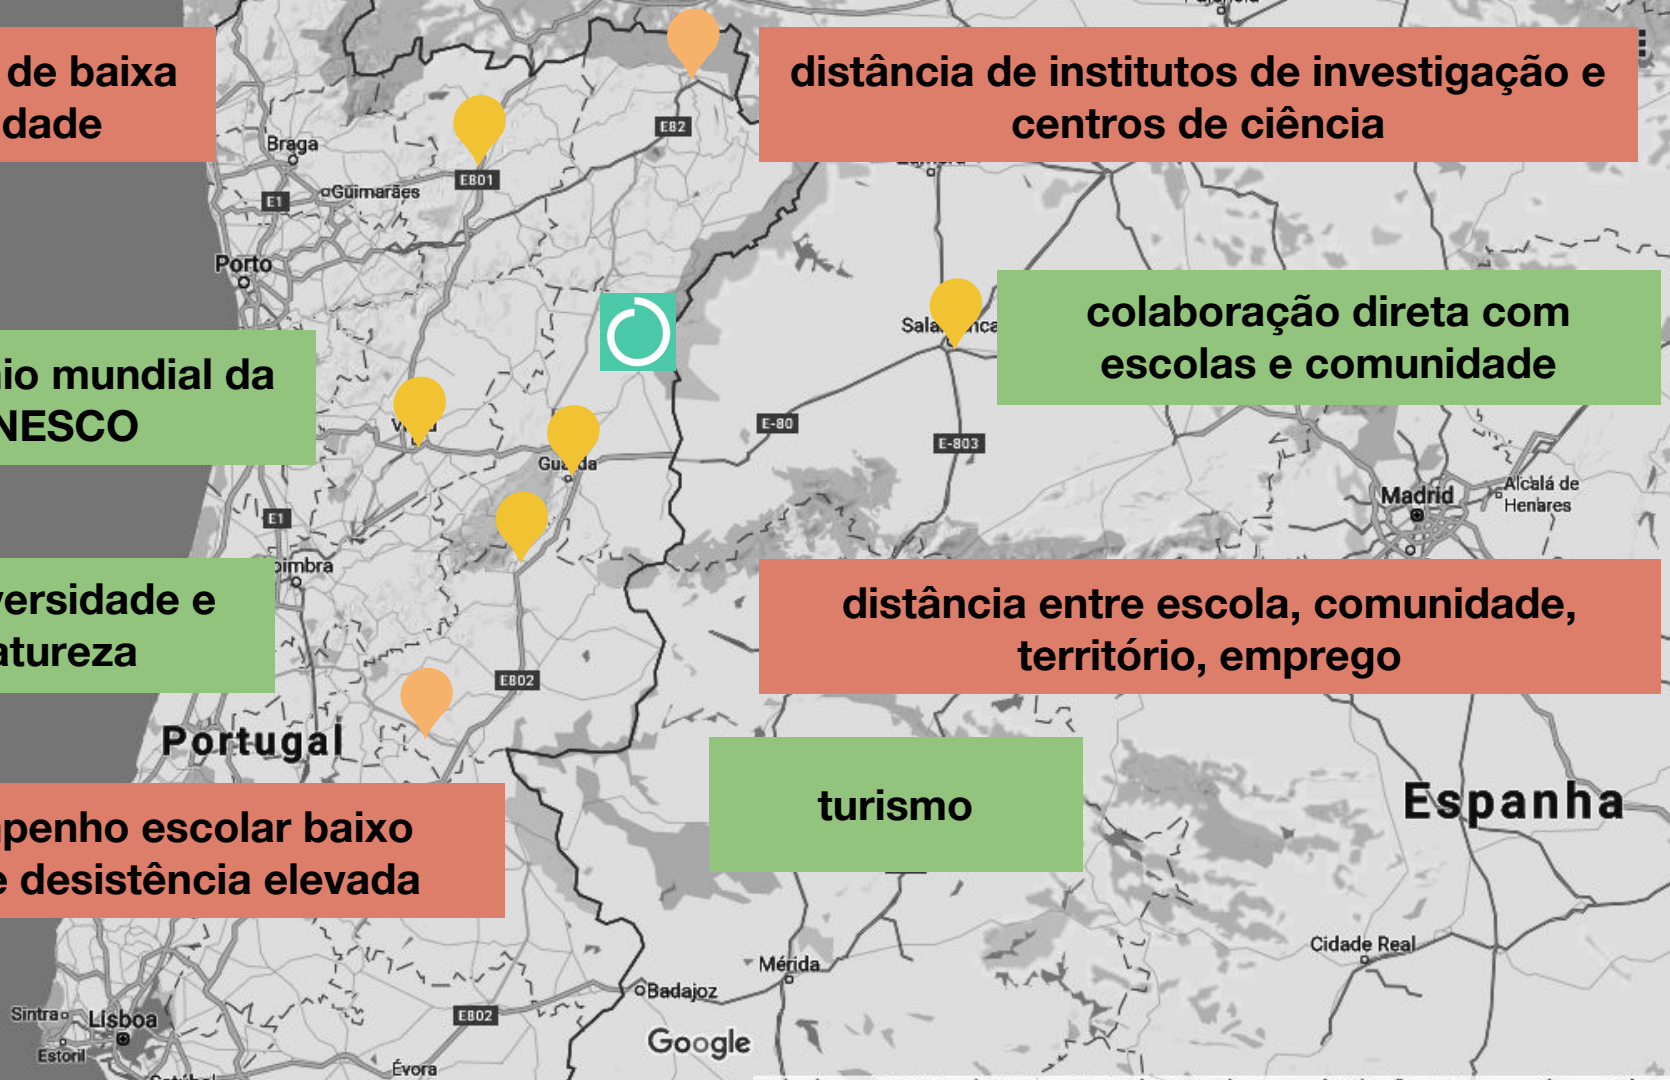 de baixa
dade
distância de institutos de investigação e
centros de ciência
E82
Braga
E801
Guimarães
E1
Porto
colaboração direta com
escolas e comunidade
io mundial da
NESCO
E-80
E-803
Madrid
Alcalá de
Henares
E1
oimbra
versidade e
atureza
distância entre escola, comunidade,
território, emprego
E802
Portugal
turismo
Espanha
penho escolar baixo
e desistência elevada
Cidade Real
Mérida
Badajoz
Sintra
Lisboa
E802
Google
Estoril
Évora